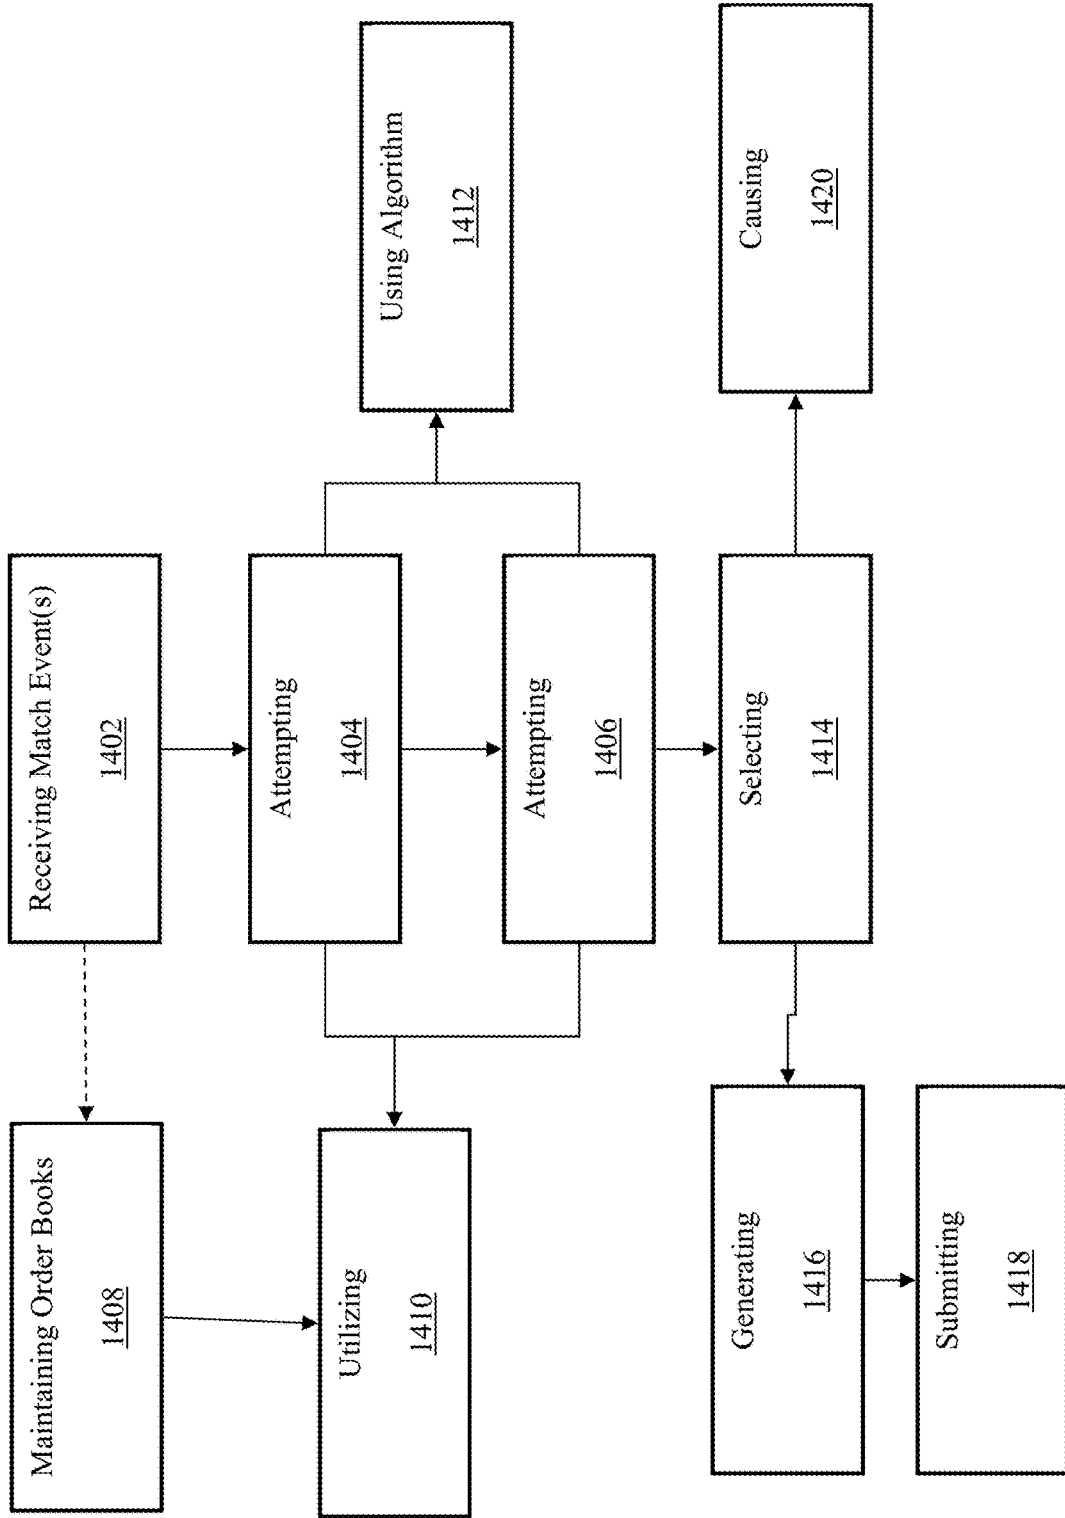 Receiving Match Event(s)
1402
Maintaining Order Books
1408
Attempting
1404
Using Algorithm
1412
Utilizing
1410
Attempting
1406
Selecting
1414
Causing
1420
Generating
1416
Submitting
1418